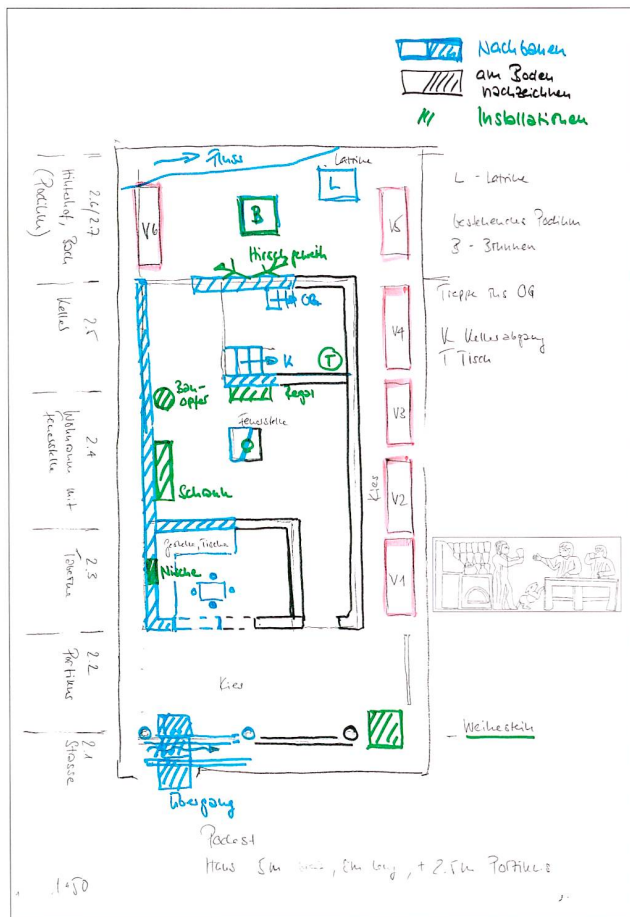 Nachbauen
am Boden
nachzeichnen
Installationen
Fluss
Latrine
L
L - Latrine
B
V6
V5
bestehendes Podium
B - Brunnen
2.6/2.7
Hinterhof, Bach
(Podium)
Hirschgeweih
OG
Treppe ins OG
V4
2.5
Keller
K
T
K Kellerabgang
T Tisch
Bau-
opfer
Regal
V3
2.4
Wohnraum mit
Feuerstelle
Feuerstelle
Schrank
Kies
V2
Tische
2.3
Taverne
Nische
V1
2.2
Portikus
Kies
2.1
Strasse
Weihestein
Übergang
Podest
Haus 5m 8m lang, + 2.5m Portikus
1:50